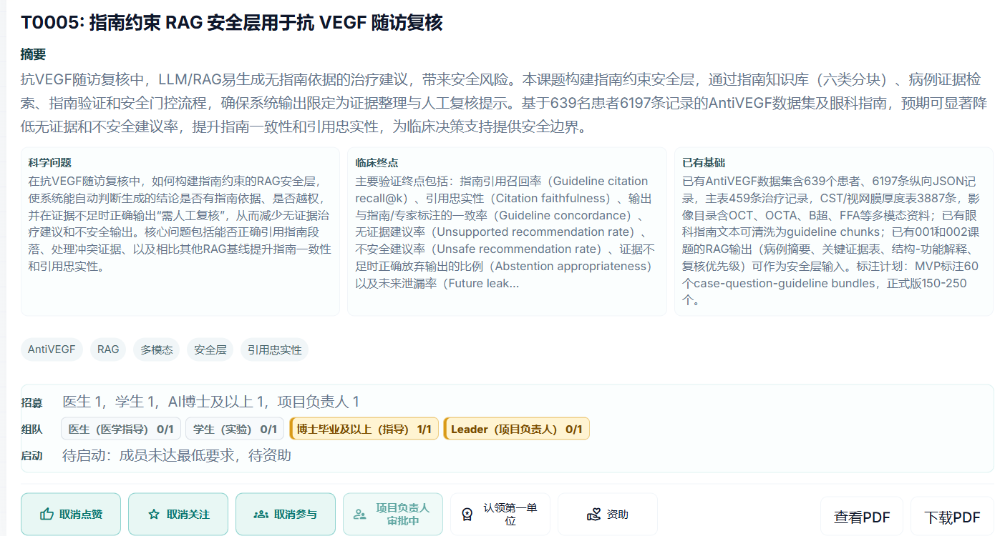 T0005: 指南约束 RAG 安全层用于抗 VEGF 随访复核
摘要
抗VEGF随访复核中，LLM/RAG易生成无指南依据的治疗建议，带来安全风险。本课题构建指南约束安全层，通过指南知识库（六类分块）、病例证据检
索、指南验证和安全门控流程，确保系统输出限定为证据整理与人工复核提示。基于639名患者6197条记录的AntiVEGF数据集及眼科指南，预期可显著降
低无证据和不安全建议率，提升指南一致性和引用忠实性，为临床决策支持提供安全边界。
科学问题
在抗VEGF随访复核中，如何构建指南约束的RAG安全层，
使系统能自动判断生成的结论是否有指南依据、是否越权，
并在证据不足时正确输出“需人工复核”，从而减少无证据治
疗建议和不安全输出。核心问题包括能否正确引用指南段
落、处理冲突证据、以及相比其他RAG基线提升指南一致性
和引用忠实性。
临床终点
主要验证终点包括：指南引用召回率（Guideline citation
recall@k）、引用忠实性（Citation faithfulness）、输出
与指南/专家标注的一致率（Guideline concordance）、
无证据建议率（Unsupported recommendation rate）、
不安全建议率（Unsafe recommendation rate）、证据不
足时正确放弃输出的比例（Abstention appropriateness）
以及未来泄漏率（Future leak...
已有基础
已有AntiVEGF数据集含639个患者、6197条纵向JSON记
录，主表459条治疗记录，CST/视网膜厚度表3887条，影
像目录含OCT、OCTA、B超、FFA等多模态资料；已有眼
科指南文本可清洗为guideline chunks；已有001和002课
题的RAG输出（病例摘要、关键证据表、结构-功能解释、
复核优先级）可作为安全层输入。标注计划：MVP标注60
个case-question-guideline bundles，正式版150-250
个。
AntiVEGF RAG 多模态 安全层 引用忠实性
招募 医生 1，学生 1，AI博士及以上 1，项目负责人 1
组队 医生（医学指导） 0/1 学生（实验） 0/1 博士毕业及以上（指导） 1/1 Leader（项目负责人） 0/1
启动 待启动：成员未达最低要求，待资助
取消点赞 取消关注 取消参与 项目负责人
审批中 认领第一单
位 资助 查看PDF 下载PDF